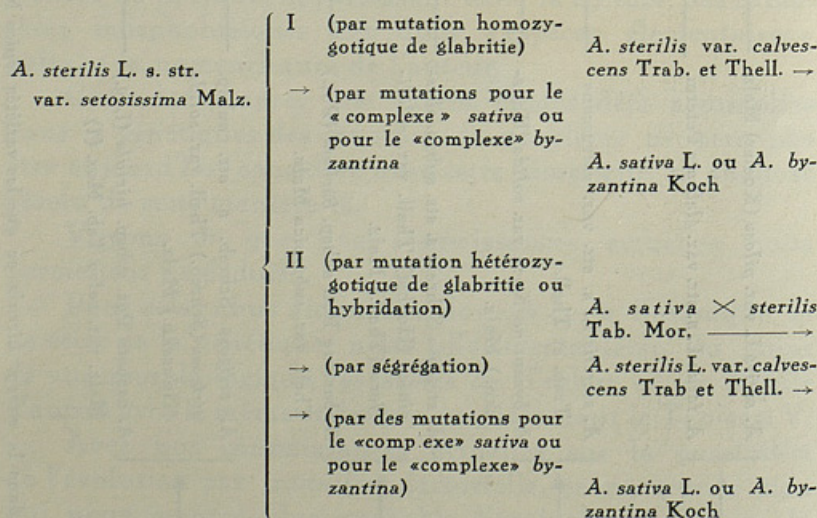 A. sterilis L. s. str.
var. setosissima Malz.
I (par mutation homozy-
gotique de glabritie)
A. sterilis var. calves-
cens Trab. et Thell. →
→ (par mutations pour le
« complexe » sativa ou
pour le «complexe» by-
zantina
A. sativa L. ou A. by-
zantina Koch
II (par mutation hétérozy-
gotique de glabritie ou
hybridation)
A. sativa × sterilis
Tab. Mor. →
→ (par ségrégation)
A. sterilis L. var. calves-
cens Trab et Thell. →
→ (par des mutations pour
le «comp exe» sativa ou
pour le «complexe» by-
zantina)
A. sativa L. ou A. by-
zantina Koch